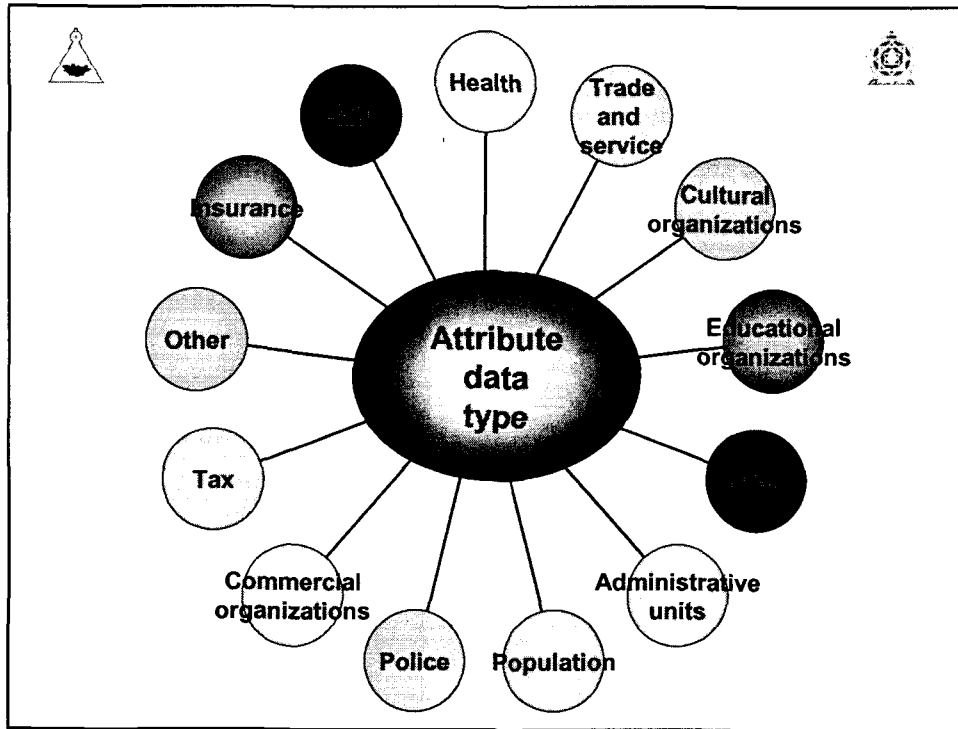 Health
Trade
and
service
Cultural
organizations
Educational
organizations
Administrative
units
Population
Police
Commercial
organizations
Tax
Other
Insurance
Attribute
data
type